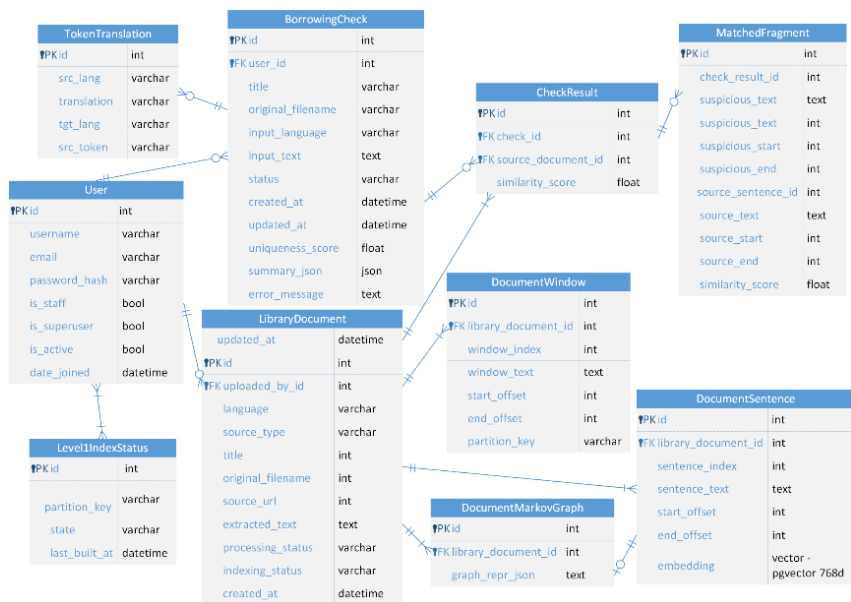 TokenTranslation
PK id int
src_lang varchar
translation varchar
tgt_lang varchar
src_token varchar
BorrowingCheck
PK id int
FK user_id int
title varchar
original_filename varchar
input_language varchar
input_text text
status varchar
created_at datetime
updated_at datetime
uniqueness_score float
summary_json json
error_message text
CheckResult
PK id int
FK check_id int
FK source_document_id int
similarity_score float
MatchedFragment
PK id int
check_result_id int
suspicious_text text
suspicious_text int
suspicious_start int
suspicious_end int
source_sentence_id int
source_text text
source_start int
source_end int
similarity_score float
User
PK id int
username varchar
email varchar
password_hash varchar
is_staff bool
is_superuser bool
is_active bool
date_joined datetime
LibraryDocument
updated_at datetime
PK id int
FK uploaded_by_id int
language varchar
source_type varchar
title int
original_filename int
source_url int
extracted_text text
processing_status varchar
indexing_status varchar
created_at datetime
DocumentWindow
PK id int
FK library_document_id int
window_index int
window_text text
start_offset int
end_offset int
partition_key varchar
DocumentSentence
PK id int
FK library_document_id int
sentence_index int
sentence_text text
start_offset int
end_offset int
embedding vector -
pgvector 768d
Level1IndexStatus
PK id int
partition_key varchar
state varchar
last_built_at datetime
DocumentMarkovGraph
PK id int
FK library_document_id int
graph_repr_json text